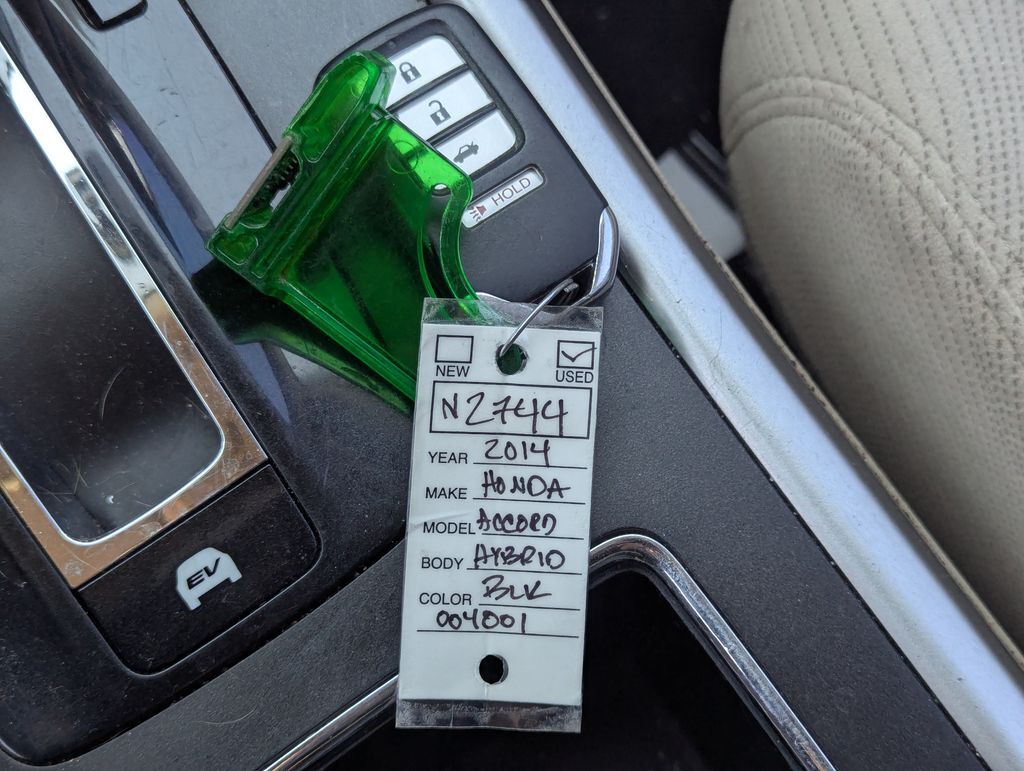 HOLD
NEW USED
N2744
YEAR 2014
MAKE HONDA
MODEL ACCORD
BODY HYBRID
COLOR BLK
004001
EV